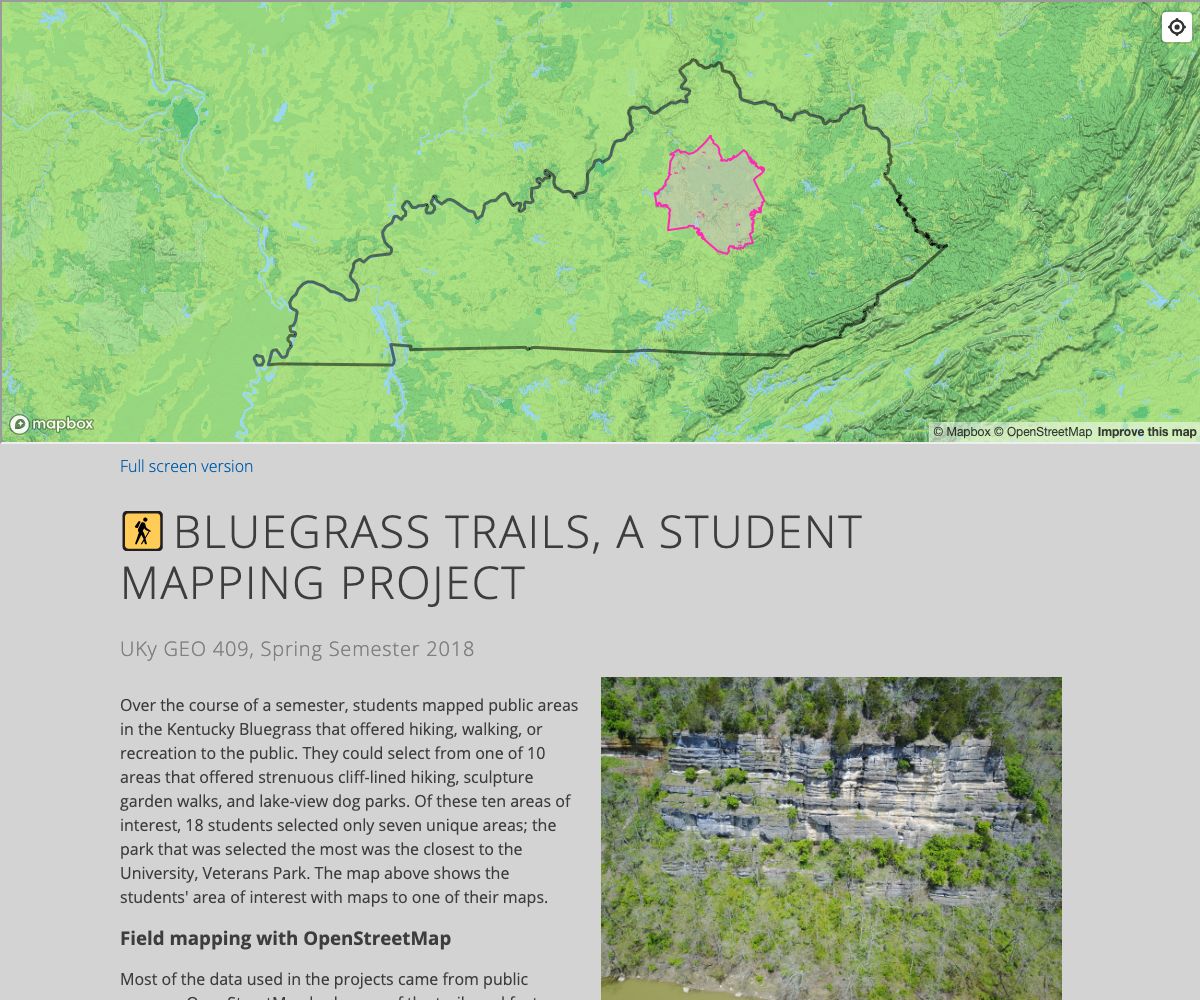 mapbox
© Mapbox © OpenStreetMap Improve this map
Full screen version
BLUEGRASS TRAILS, A STUDENT
MAPPING PROJECT
UKy GEO 409, Spring Semester 2018
Over the course of a semester, students mapped public areas
in the Kentucky Bluegrass that offered hiking, walking, or
recreation to the public. They could select from one of 10
areas that offered strenuous cliff-lined hiking, sculpture
garden walks, and lake-view dog parks. Of these ten areas of
interest, 18 students selected only seven unique areas; the
park that was selected the most was the closest to the
University, Veterans Park. The map above shows the
students' area of interest with maps to one of their maps.
Field mapping with OpenStreetMap
Most of the data used in the projects came from public